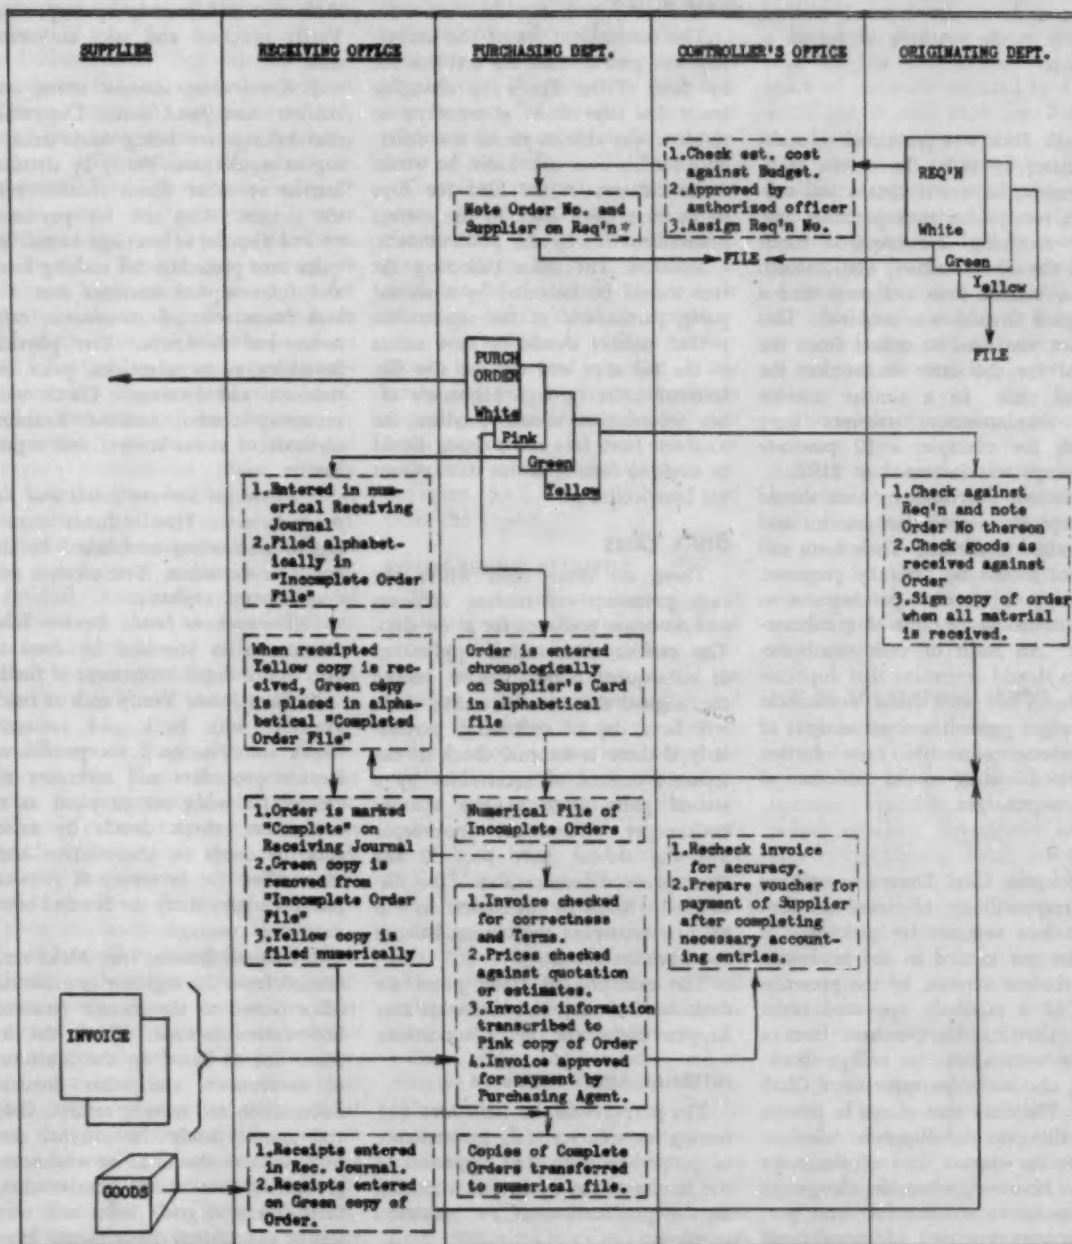 SUPPLIER
RECEIVING OFFICE
PURCHASING DEPT.
CONTROLLER'S OFFICE
ORIGINATING DEPT.
Note Order No. and
Supplier on Req'n*
1.Check est. cost
against Budget.
2.Approved by
authorized officer
3.Assign Req'n No.
FILE
REQ'N
White
Green
Yellow
FILE
PURCH
ORDER
White
Pink
Green
Yellow
1.Entered in num-
erical Receiving
Journal
2.Filed alphabet-
ically in
"Incomplete Order
File"
1.Check against
Req'n and note
Order No thereon
2.Check goods as
received against
Order
3.Sign copy of order
when all material
is received.
When receipted
Yellow copy is rec-
eived, Green copy
is placed in alpha-
betical "Completed
Order File"
Order is entered
chronologically
on Supplier's Card
in alphabetical
file
1.Order is marked
"Complete" on
Receiving Journal
2.Green copy is
removed from
"Incomplete Order
File"
3.Yellow copy is
filed numerically
Numerical File of
Incomplete Orders
1.Recheck invoice
for accuracy.
2.Prepare voucher for
payment of Supplier
after completing
necessary account-
ing entries.
1.Invoice checked
for correctness
and Terms.
2.Prices checked
against quotation
of estimates.
3.Invoice information
transcribed to
Pink copy of Order
4.Invoice approved
for payment by
Purchasing Agent.
INVOICE
GOODS
1.Receipts entered
in Rec. Journal.
2.Receipts entered
on Green copy of
Order.
Copies of Complete
Orders transferred
to numerical file.